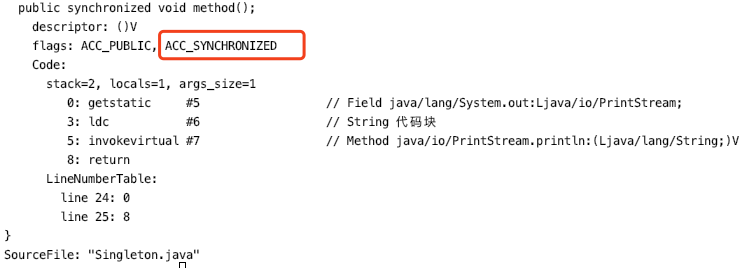 public synchronized void method();
descriptor: ()V
flags: ACC_PUBLIC, ACC_SYNCHRONIZED
Code:
stack=2, locals=1, args_size=1
0: getstatic #5 // Field java/lang/System.out:Ljava/io/PrintStream;
3: ldc #6 // String 代码块
5: invokevirtual #7 // Method java/io/PrintStream.println:(Ljava/lang/String;)V
8: return
LineNumberTable:
line 24: 0
line 25: 8
}
SourceFile: "Singleton.java"